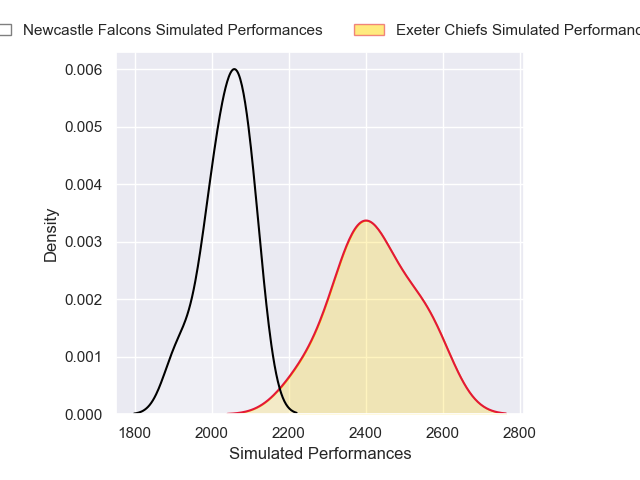 Newcastle Falcons Simulated Performances
Exeter Chiefs Simulated
0.006
0.005
0.004
0.003
0.002
0.001
0.000
Density
1800 2000 2200 2400 2600 2800
Simulated Performances